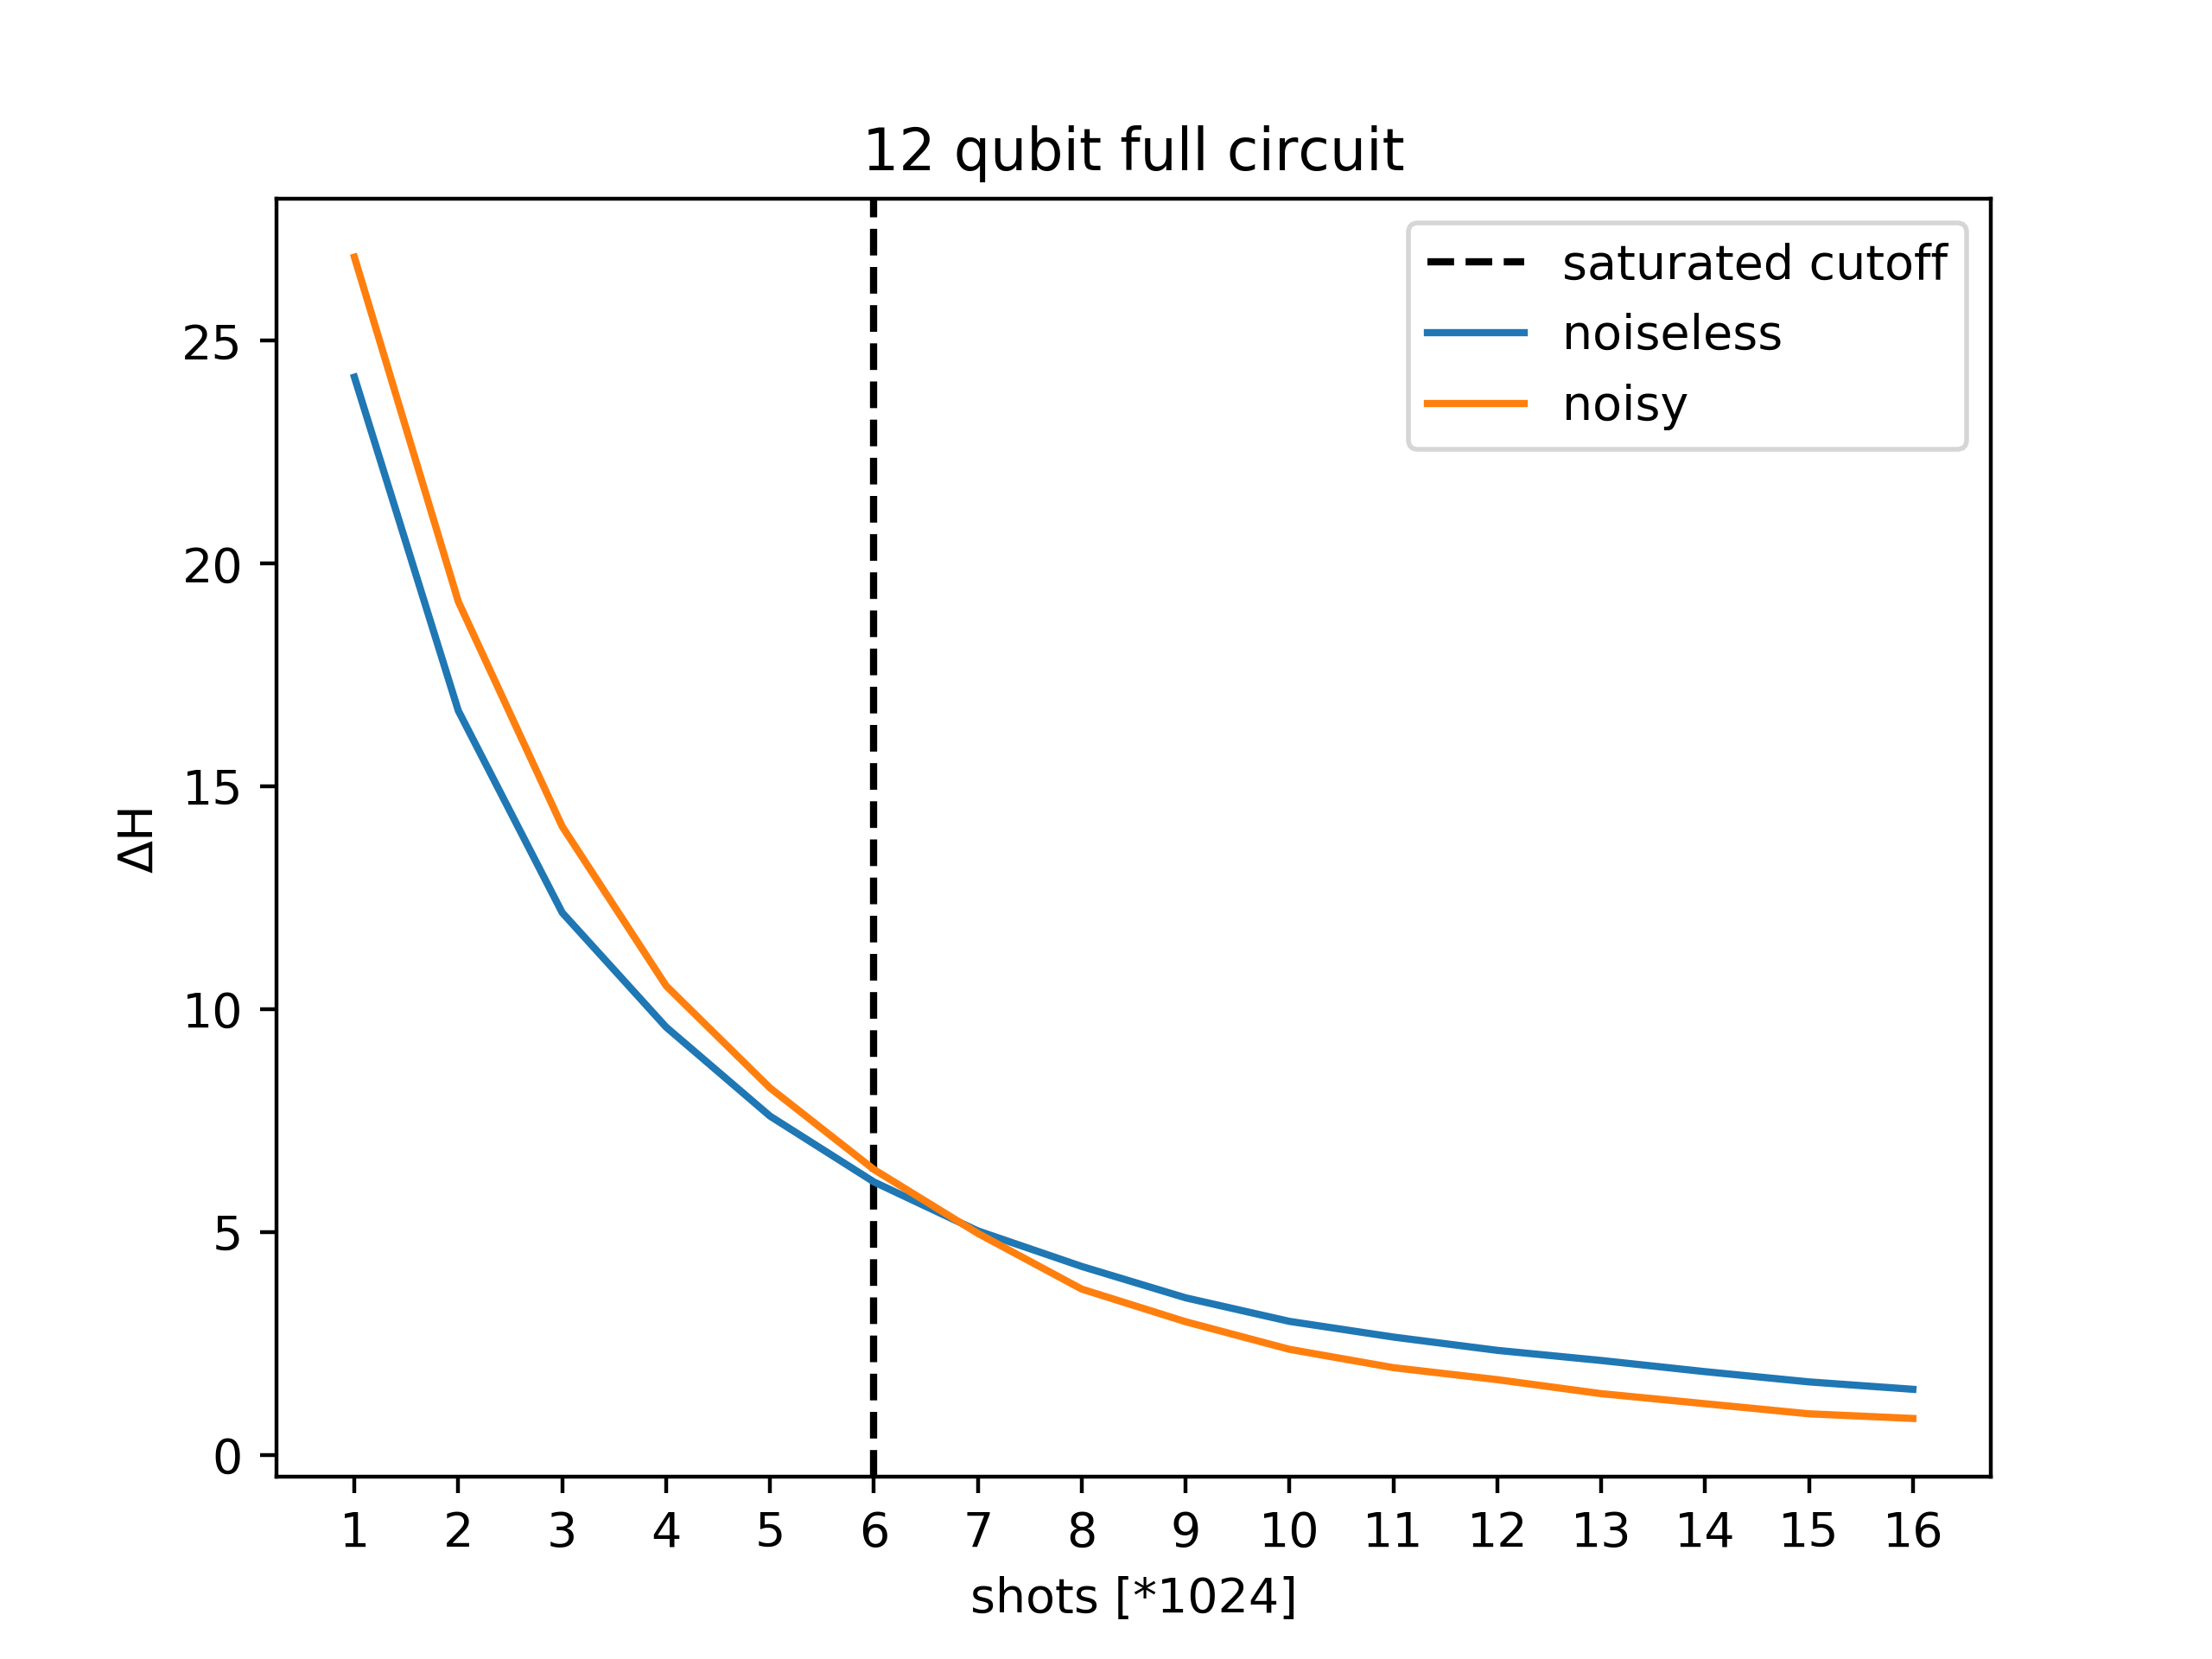 12 qubit full circuit
saturated cutoff
noiseless
noisy
ΔH
25
20
15
10
5
0
1 2 3 4 5 6 7 8 9 10 11 12 13 14 15 16
shots [*1024]